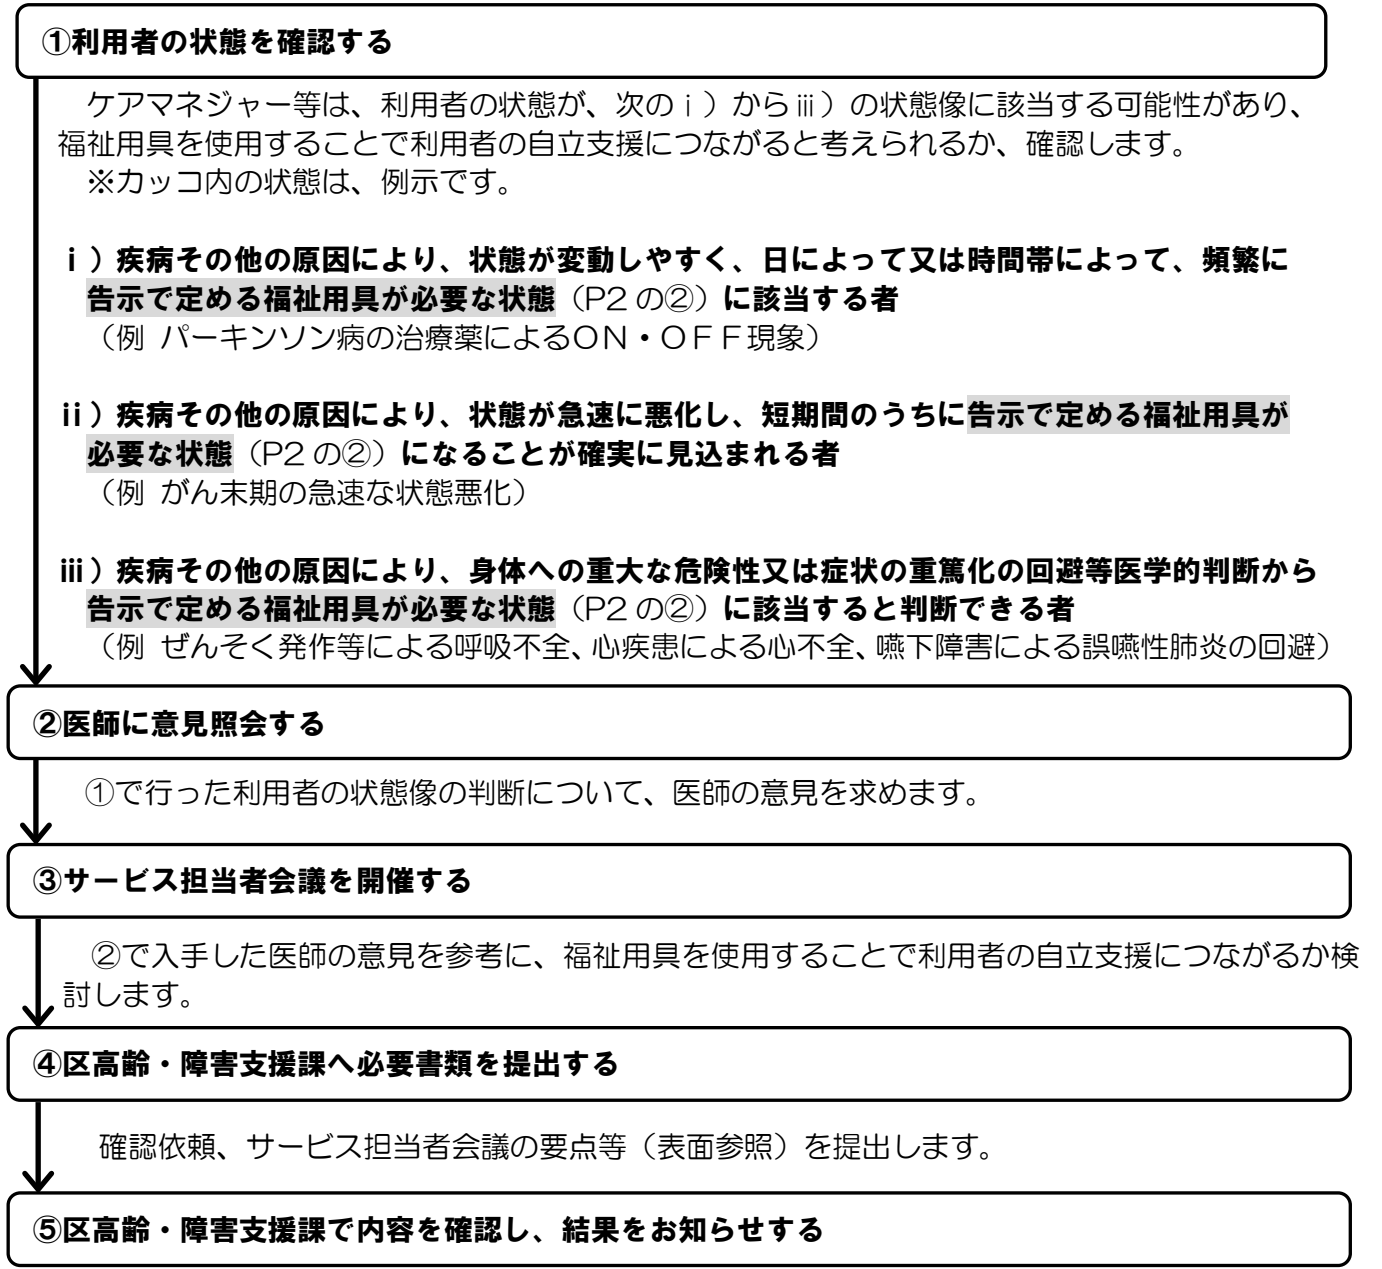 ①利用者の状態を確認する
ケアマネジャー等は、利用者の状態が、次のⅰ）からⅲ）の状態像に該当する可能性があり、
福祉用具を使用することで利用者の自立支援につながると考えられるか、確認します。
※カッコ内の状態は、例示です。
ⅰ）疾病その他の原因により、状態が変動しやすく、日によって又は時間帯によって、頻繁に
告示で定める福祉用具が必要な状態（P2 の②）に該当する者
（例 パーキンソン病の治療薬によるＯＮ・ＯＦＦ現象）
ⅱ）疾病その他の原因により、状態が急速に悪化し、短期間のうちに告示で定める福祉用具が
必要な状態（P2 の②）になることが確実に見込まれる者
（例 がん末期の急速な状態悪化）
ⅲ）疾病その他の原因により、身体への重大な危険性又は症状の重篤化の回避等医学的判断から
告示で定める福祉用具が必要な状態（P2 の②）に該当すると判断できる者
（例 ぜんそく発作等による呼吸不全、心疾患による心不全、嚥下障害による誤嚥性肺炎の回避）
②医師に意見照会する
①で行った利用者の状態像の判断について、医師の意見を求めます。
③サービス担当者会議を開催する
②で入手した医師の意見を参考に、福祉用具を使用することで利用者の自立支援につながるか検
討します。
④区高齢・障害支援課へ必要書類を提出する
確認依頼、サービス担当者会議の要点等（表面参照）を提出します。
⑤区高齢・障害支援課で内容を確認し、結果をお知らせする